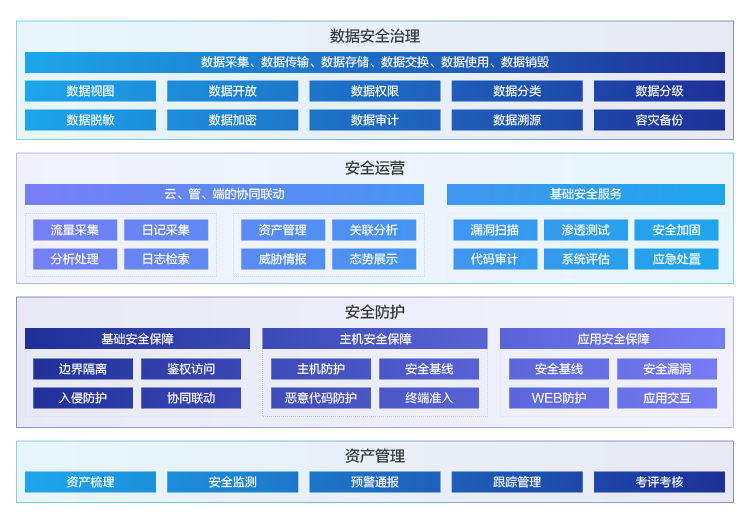 数据安全治理
数据采集、数据传输、数据存储、数据交换、数据使用、数据销毁
数据视图 数据开放 数据权限 数据分类 数据分级
数据脱敏 数据加密 数据审计 数据溯源 容灾备份
安全运营
云、管、端的协同联动 基础安全服务
流量采集 日记采集 资产管理 关联分析 漏洞扫描 渗透测试 安全加固
分析处理 日志检索 威胁情报 态势展示 代码审计 系统评估 应急处置
安全防护
基础安全保障 主机安全保障 应用安全保障
边界隔离 鉴权访问 主机防护 安全基线 安全基线 安全漏洞
入侵防护 协同联动 恶意代码防护 终端准入 WEB防护 应用交互
资产管理
资产梳理 安全监测 预警通报 跟踪管理 考评考核